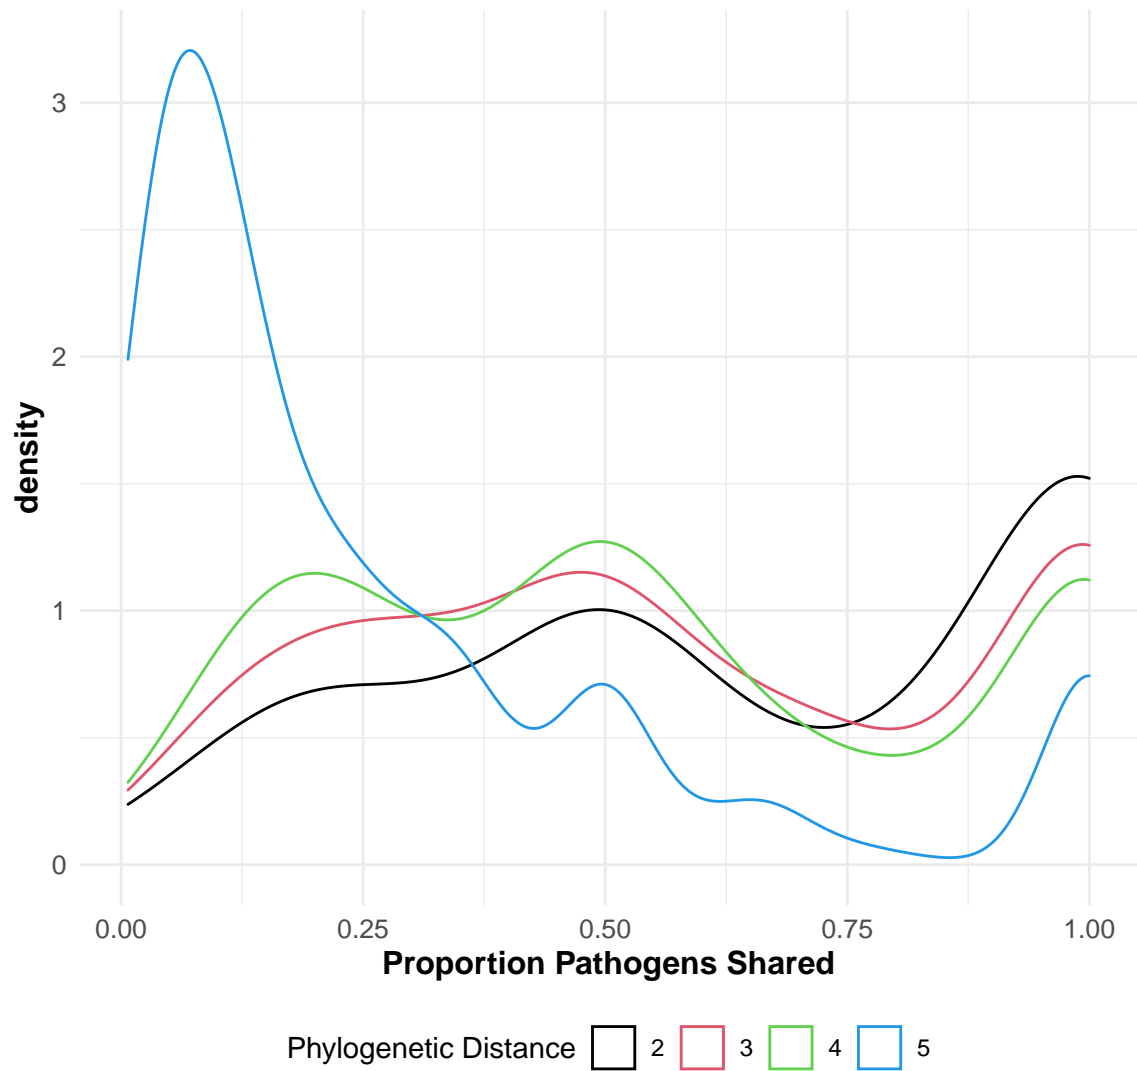 3
2
1
0
density
0.00 0.25 0.50 0.75 1.00
Proportion Pathogens Shared
Phylogenetic Distance 2 3 4 5